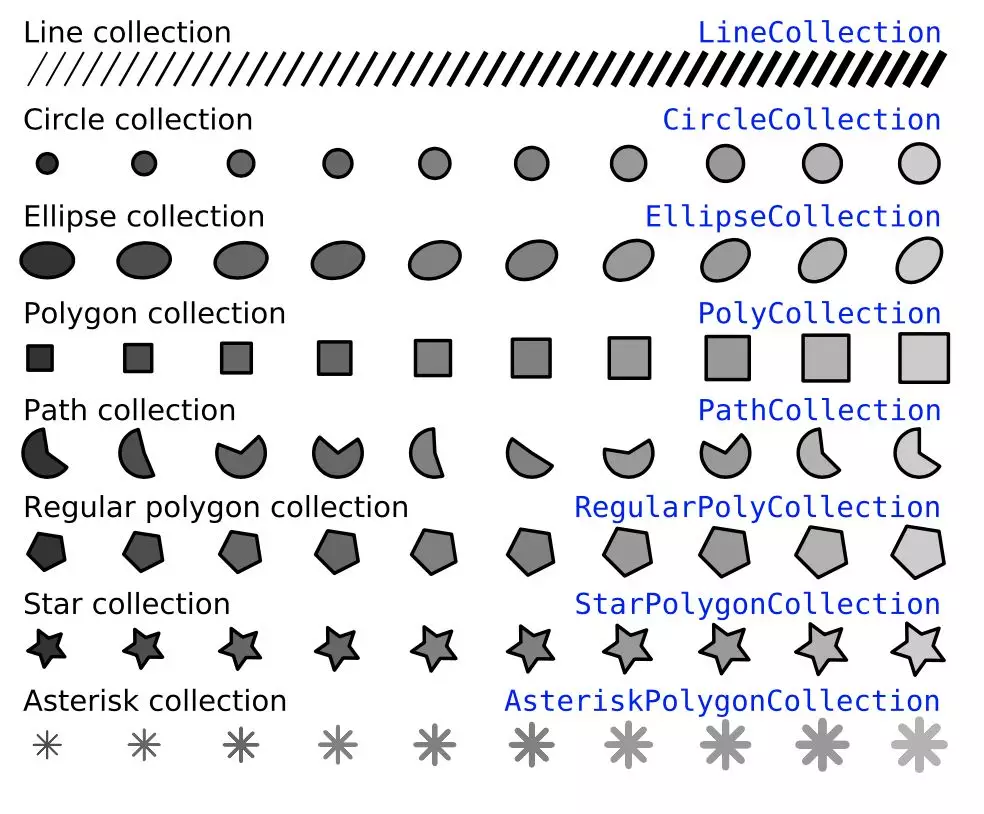 Line collection LineCollection
Circle collection CircleCollection
Ellipse collection EllipseCollection
Polygon collection PolyCollection
Path collection PathCollection
Regular polygon collection RegularPolyCollection
Star collection StarPolygonCollection
Asterisk collection AsteriskPolygonCollection